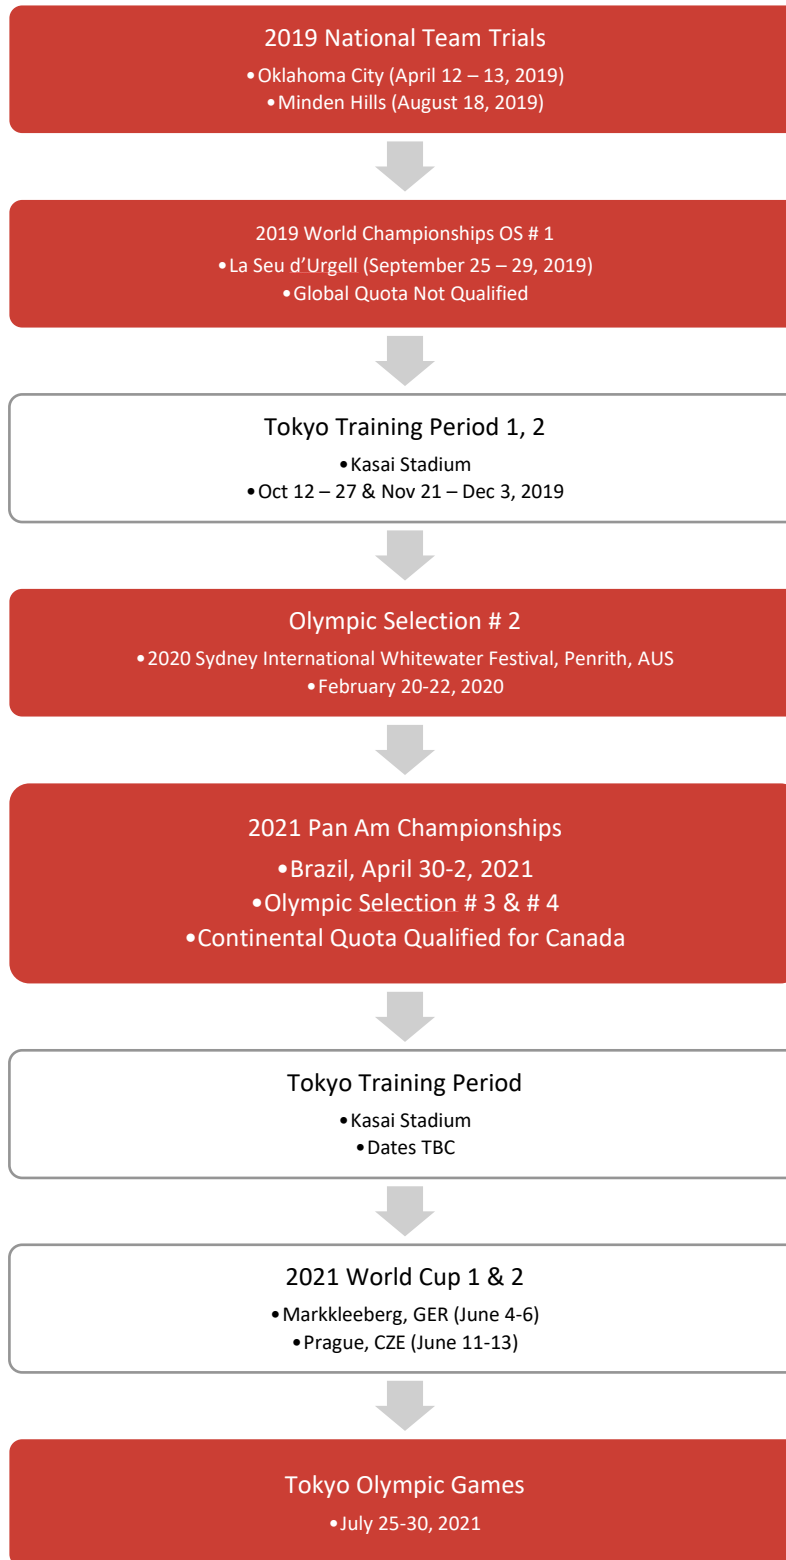 2019 National Team Trials
•Oklahoma City (April 12 – 13, 2019)
•Minden Hills (August 18, 2019)
2019 World Championships OS # 1
•La Seu d’Urgell (September 25 – 29, 2019)
•Global Quota Not Qualified
Tokyo Training Period 1, 2
•Kasai Stadium
•Oct 12 – 27 & Nov 21 – Dec 3, 2019
Olympic Selection # 2
•2020 Sydney International Whitewater Festival, Penrith, AUS
•February 20-22, 2020
2021 Pan Am Championships
•Brazil, April 30-2, 2021
•Olympic Selection # 3 & # 4
•Continental Quota Qualified for Canada
Tokyo Training Period
•Kasai Stadium
•Dates TBC
2021 World Cup 1 & 2
•Markkleeberg, GER (June 4-6)
•Prague, CZE (June 11-13)
Tokyo Olympic Games
•July 25-30, 2021